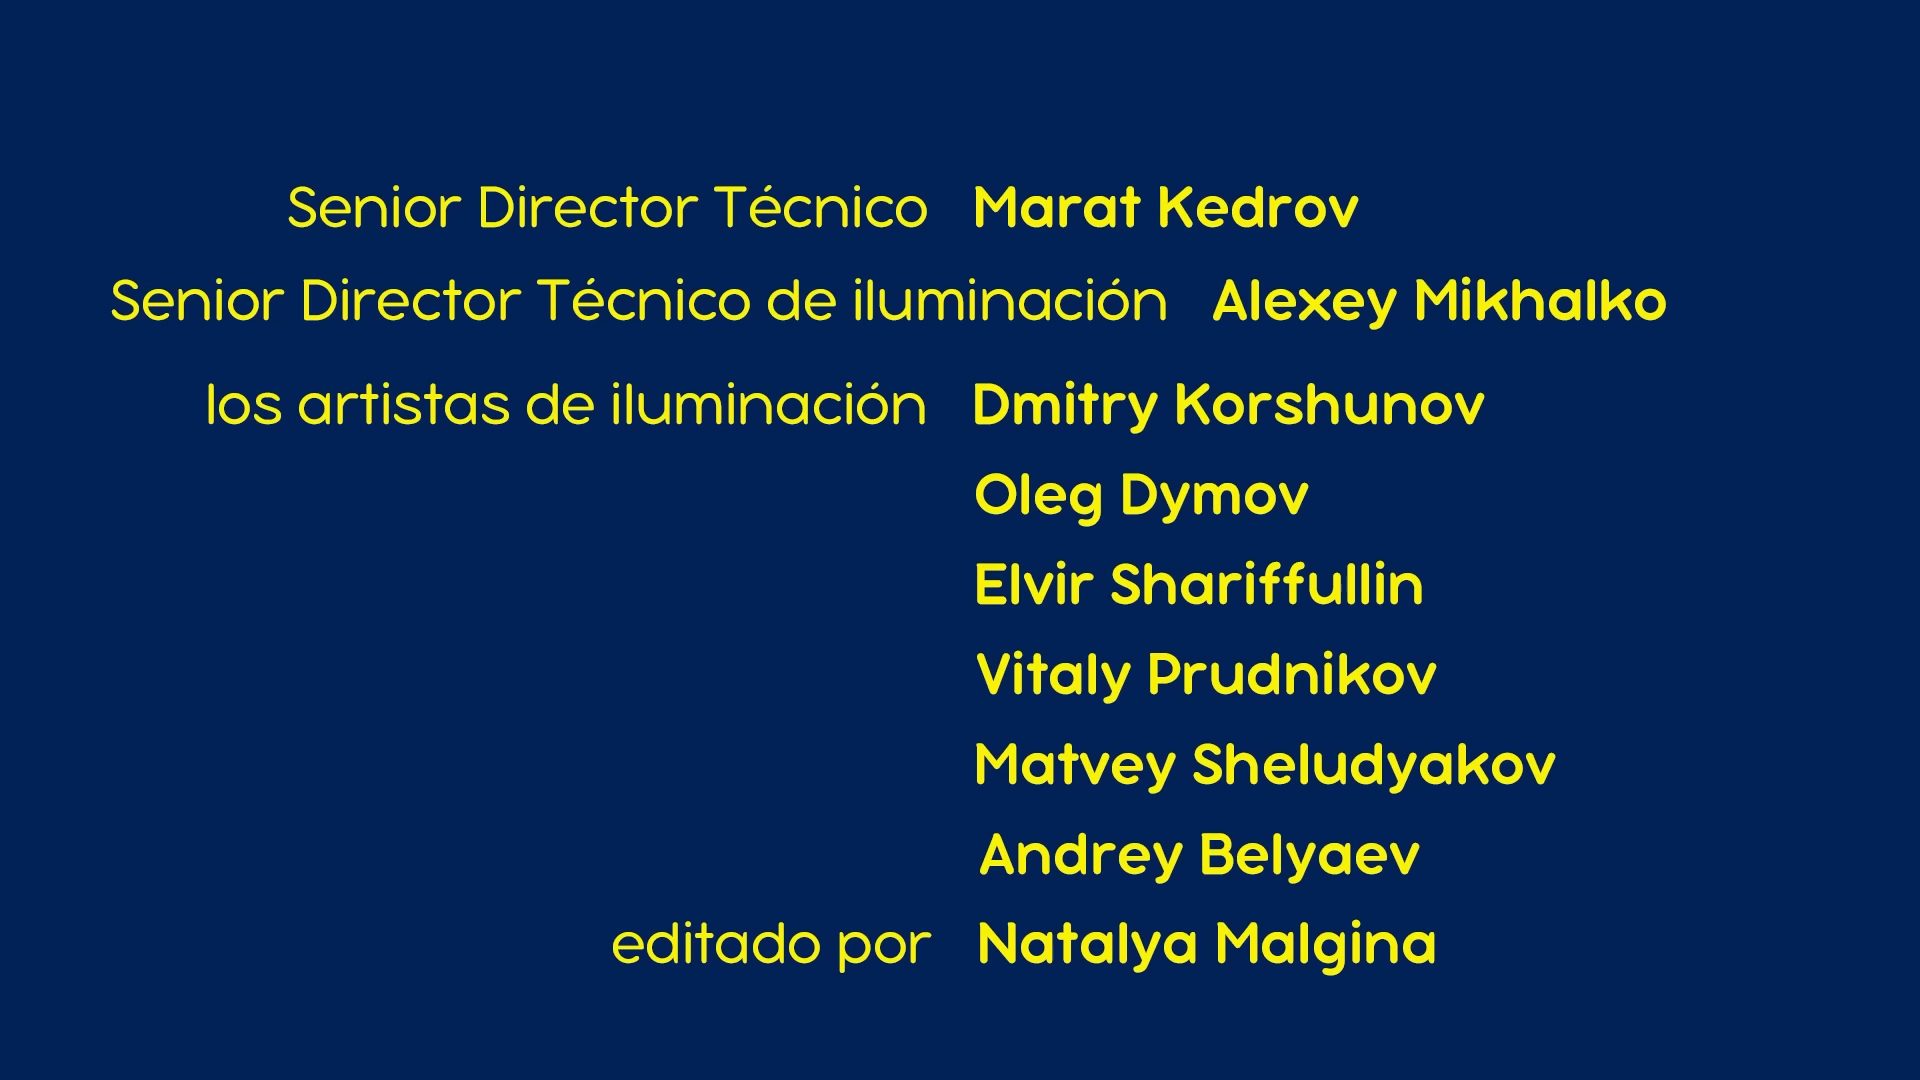 Senior Director Técnico Marat Kedrov
Senior Director Técnico de iluminación Alexey Mikhalko
los artistas de iluminación Dmitry Korshunov
Oleg Dymov
Elvir Shariffullin
Vitaly Prudnikov
Matvey Sheludyakov
Andrey Belyaev
editado por Natalya Malgina